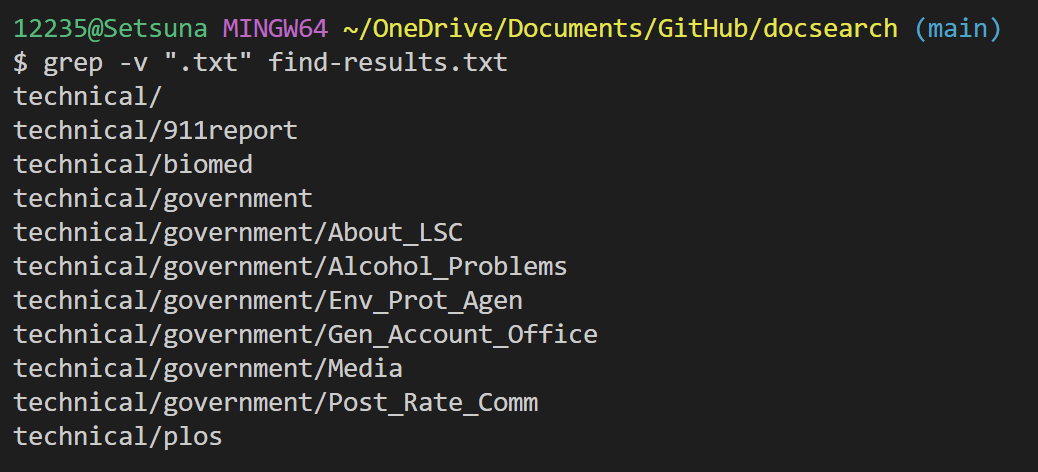 12235@Setsuna MINGW64 ~/OneDrive/Documents/GitHub/docsearch (main)
$ grep -v ".txt" find-results.txt
technical/
technical/911report
technical/biomed
technical/government
technical/government/About_LSC
technical/government/Alcohol_Problems
technical/government/Env_Prot_Agen
technical/government/Gen_Account_Office
technical/government/Media
technical/government/Post_Rate_Comm
technical/plos